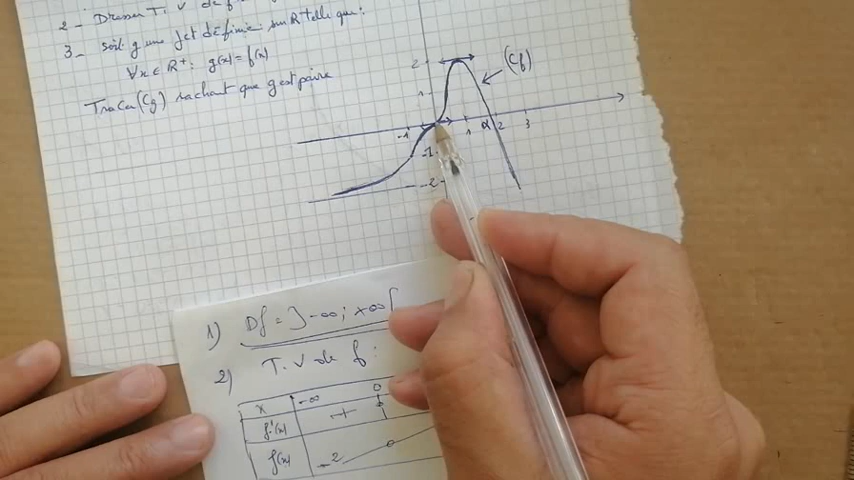 2 - Dresser T. V de f
3 - soit g une fct définie sur R telle que:
∀x ∈ R⁺: g(x) = f(x)
Tracer (Cg) sachant que g est paire
(Cf)
2
1
-1 1 α 2 3
-1
-2
1) Df = ]-∞; +∞[
2) T. V de f:
x -∞ 0
f'(x) +
f(x) -2